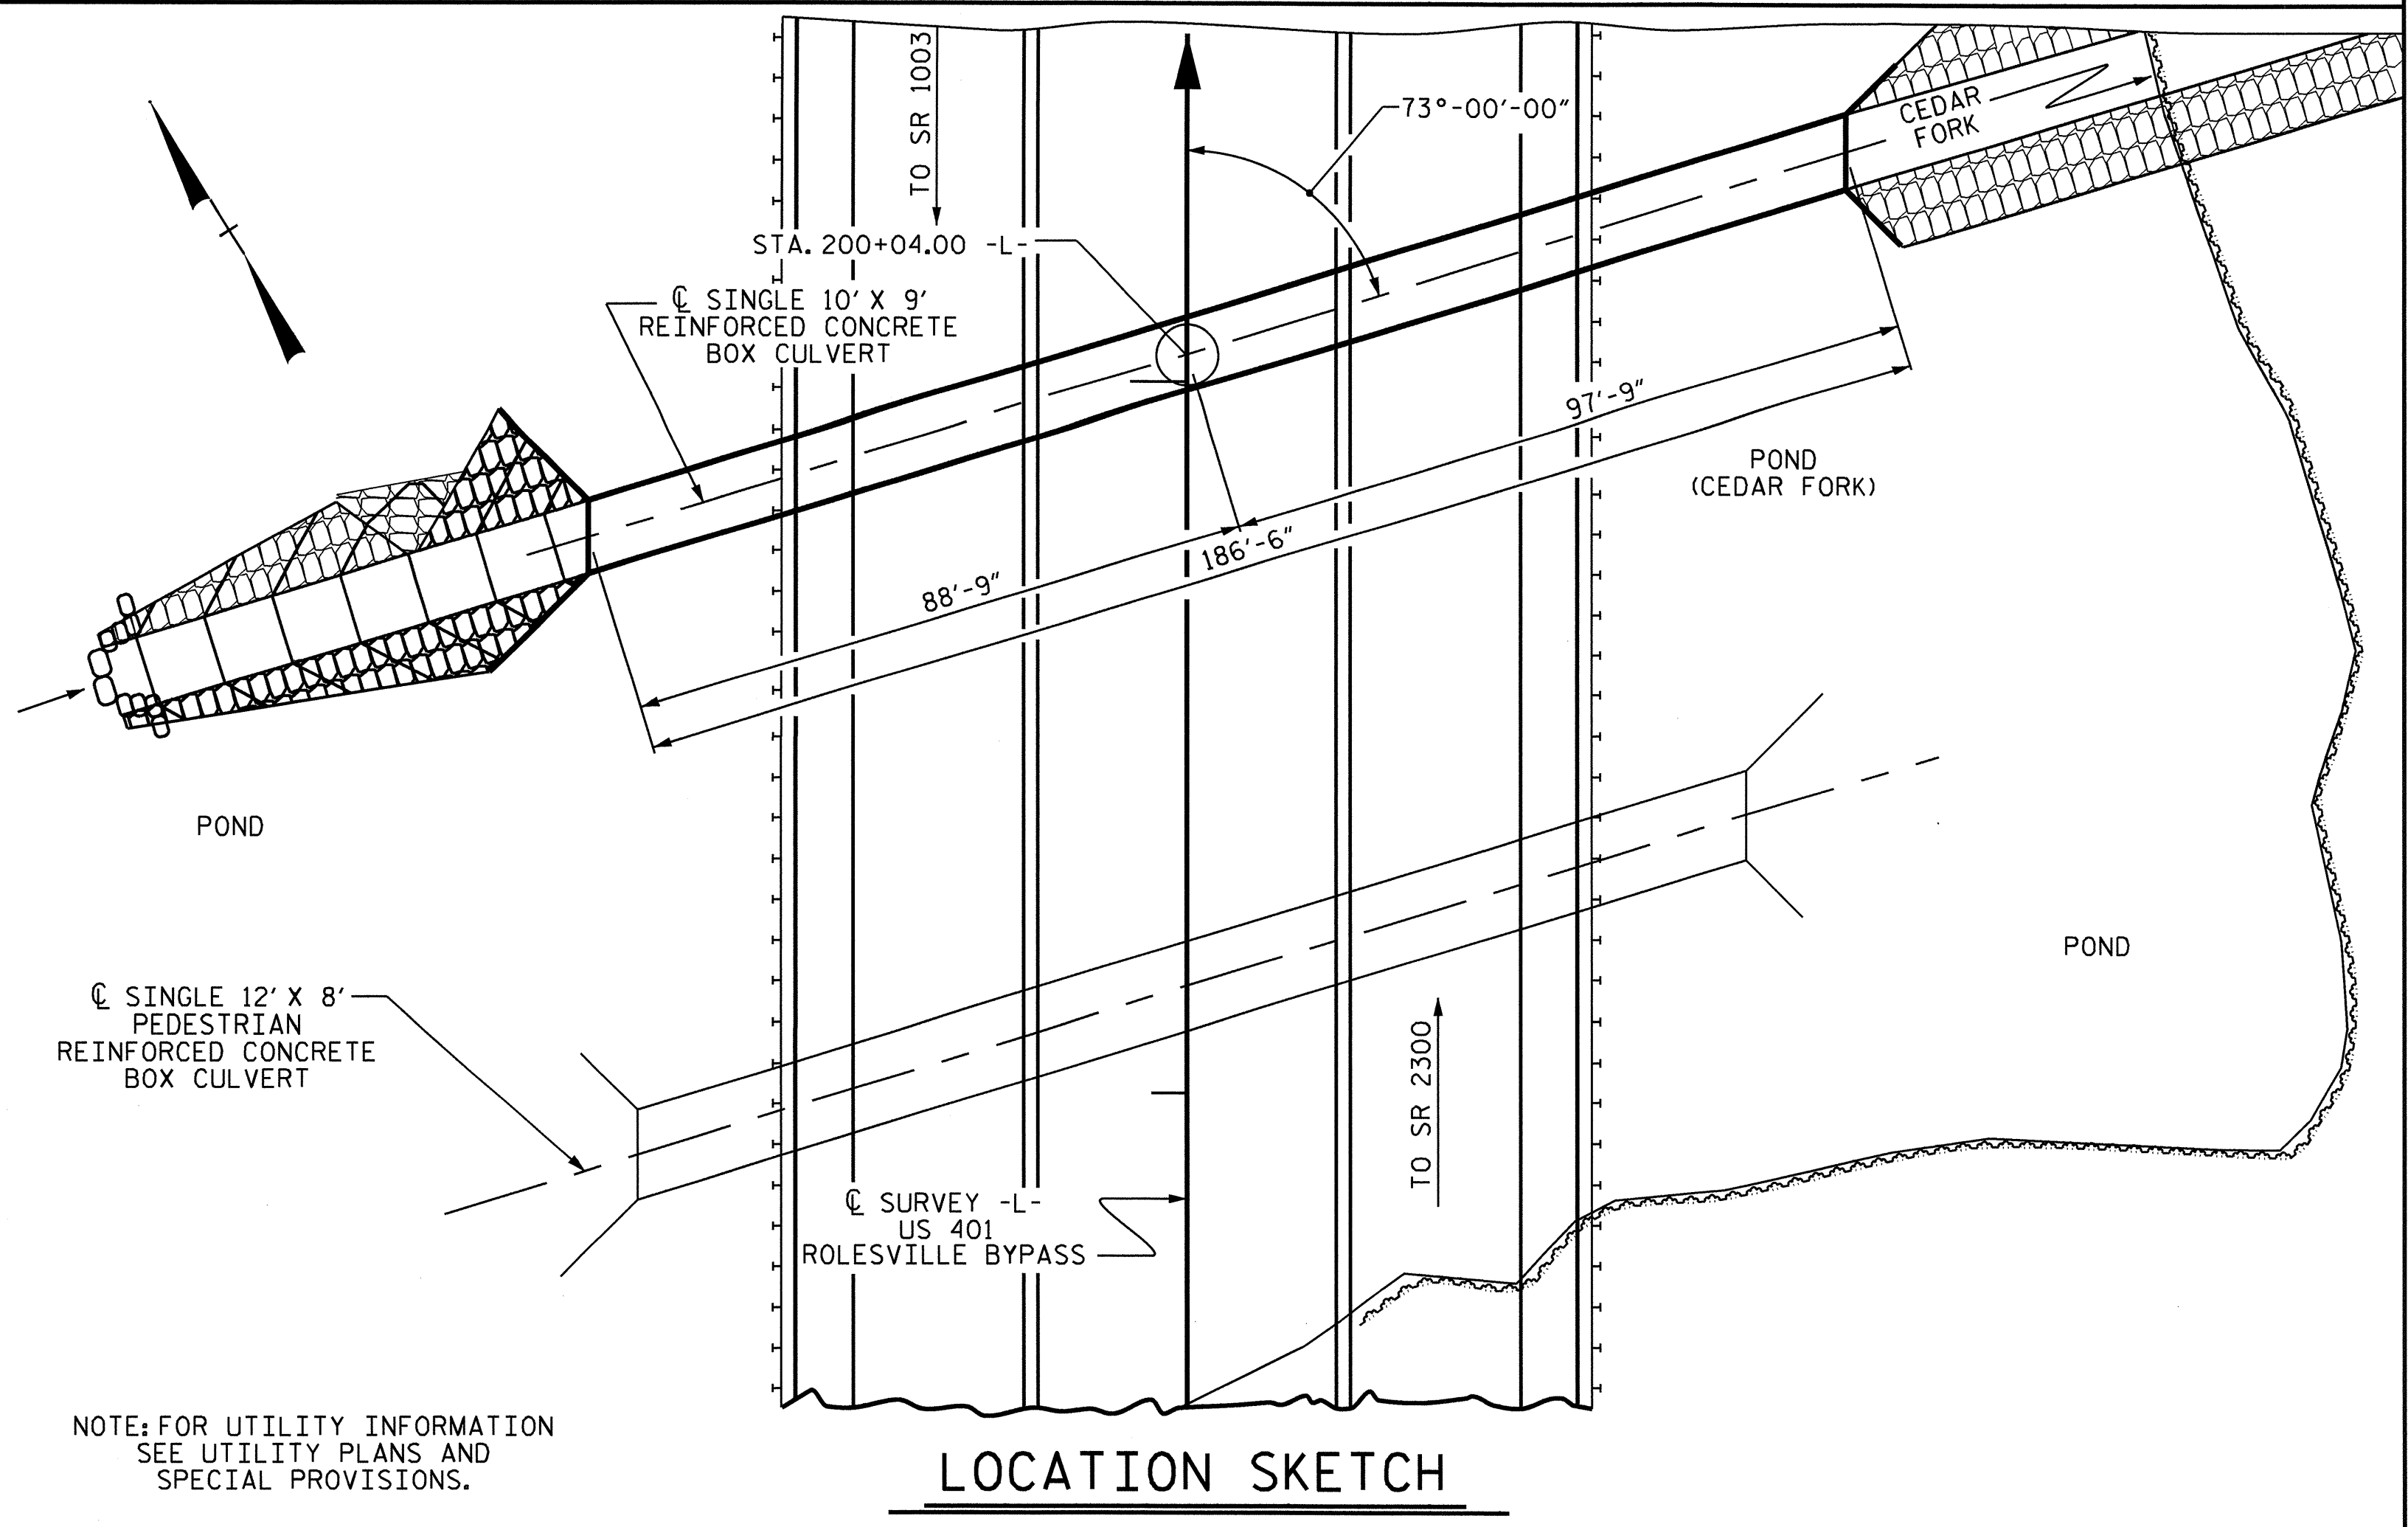 TO SR 1003
73°-00'-00"
CEDAR
FORK
STA. 200+04.00 -L-
℄ SINGLE 10' X 9'
REINFORCED CONCRETE
BOX CULVERT
97'-9"
POND
(CEDAR FORK)
186'-6"
88'-9"
POND
POND
℄ SINGLE 12' X 8'
PEDESTRIAN
REINFORCED CONCRETE
BOX CULVERT
TO SR 2300
℄ SURVEY -L-
US 401
ROLESVILLE BYPASS
NOTE: FOR UTILITY INFORMATION
SEE UTILITY PLANS AND
SPECIAL PROVISIONS.
LOCATION SKETCH